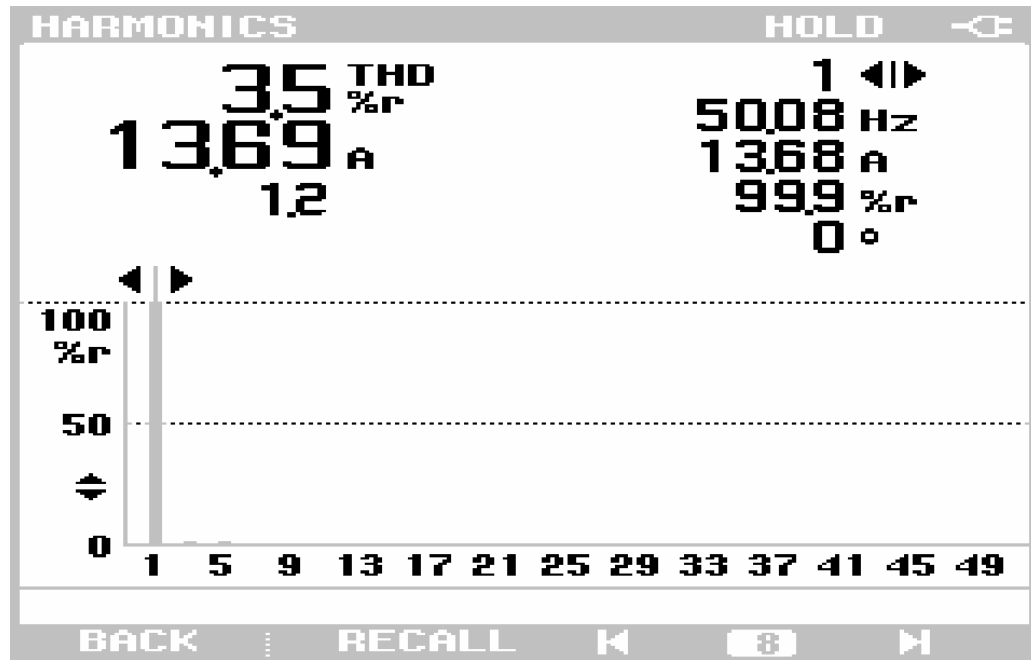 HARMONICS HOLD
3.5 THD %r
13.69 A
1.2
1
50.08 Hz
13.68 A
99.9 %r
0 °
100
%r
50
0
1 5 9 13 17 21 25 29 33 37 41 45 49
BACK RECALL 8